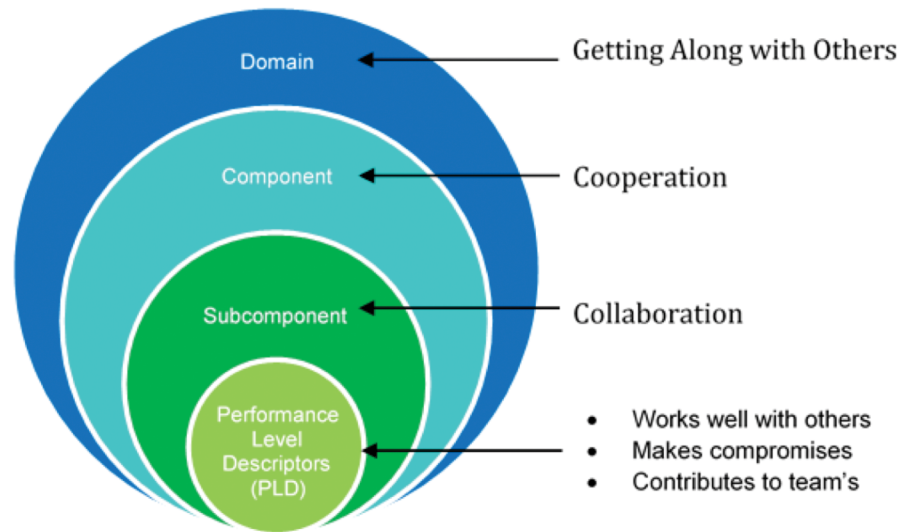 Domain
Getting Along with Others
Component
Cooperation
Subcomponent
Collaboration
Performance
Level
Descriptors
(PLD)
• Works well with others
• Makes compromises
• Contributes to team's